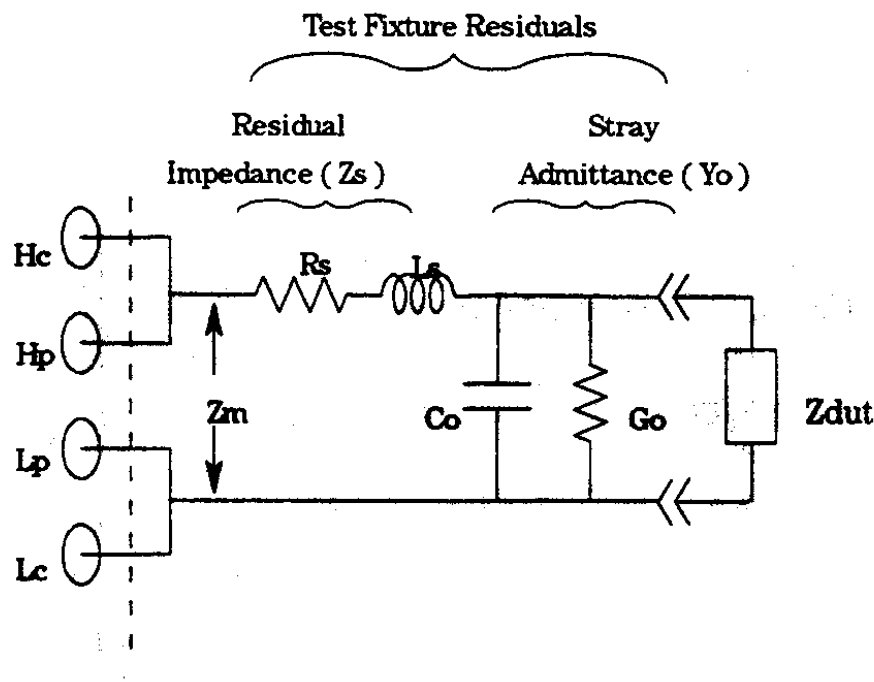 Test Fixture Residuals
Residual
Impedance ( Zs )
Stray
Admittance ( Yo )
Hc
Hp
Lp
Lc
Rs
Ls
Zm
Co
Go
Zdut